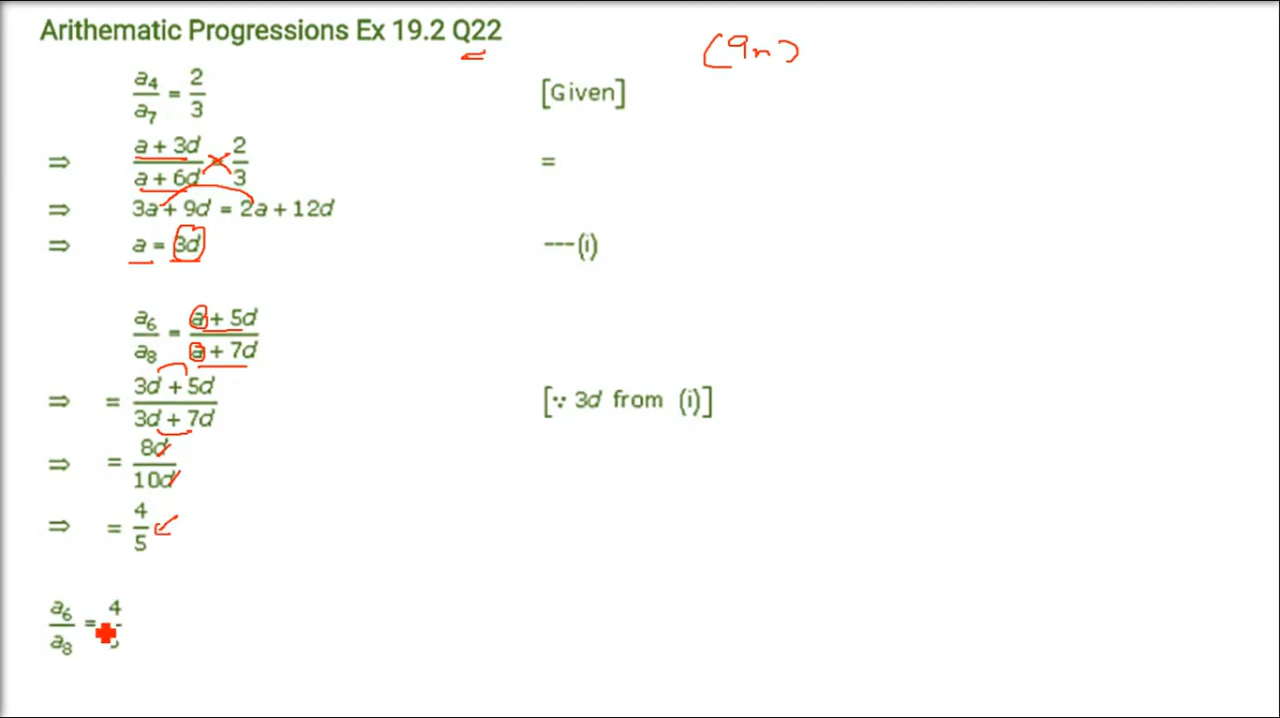 Arithematic Progressions Ex 19.2 Q22
(9n)
a₄/a₇ = 2/3 [Given]
⇒ (a + 3d)/(a + 6d) = 2/3 =
⇒ 3a + 9d = 2a + 12d
⇒ a = 3d ---(i)
a₆/a₈ = (a + 5d)/(a + 7d)
⇒ = (3d + 5d)/(3d + 7d) [∵ 3d from (i)]
⇒ = 8d/10d
⇒ = 4/5
a₆/a₈ = 4/5